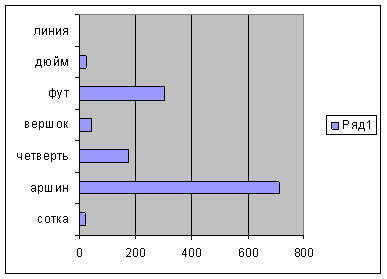 линия
дюйм
фут
вершок
четверть
аршин
сотка
0 200 400 600 800
Ряд1